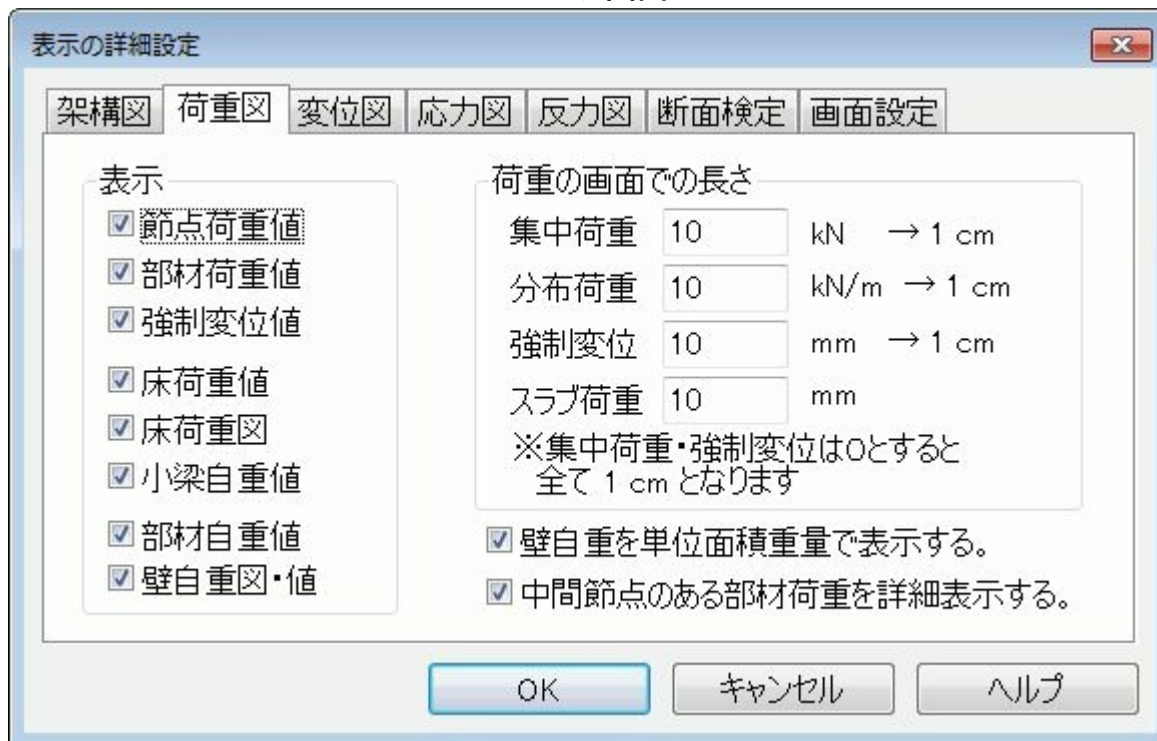 表示の詳細設定
架構図 荷重図 変位図 応力図 反力図 断面検定 画面設定
表示
節点荷重値
部材荷重値
強制変位値
床荷重値
床荷重図
小梁自重値
部材自重値
壁自重図・値
荷重の画面での長さ
集中荷重 10 kN → 1 cm
分布荷重 10 kN/m → 1 cm
強制変位 10 mm → 1 cm
スラブ荷重 10 mm
※集中荷重・強制変位は0とすると
全て 1 cm となります
壁自重を単位面積重量で表示する。
中間節点のある部材荷重を詳細表示する。
OK キャンセル ヘルプ